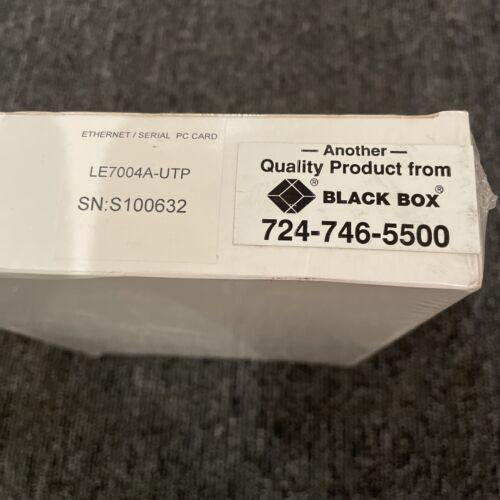 ETHERNET / SERIAL PC CARD
LE7004A-UTP
SN:S100632
— Another —
Quality Product from
® BLACK BOX®
724-746-5500